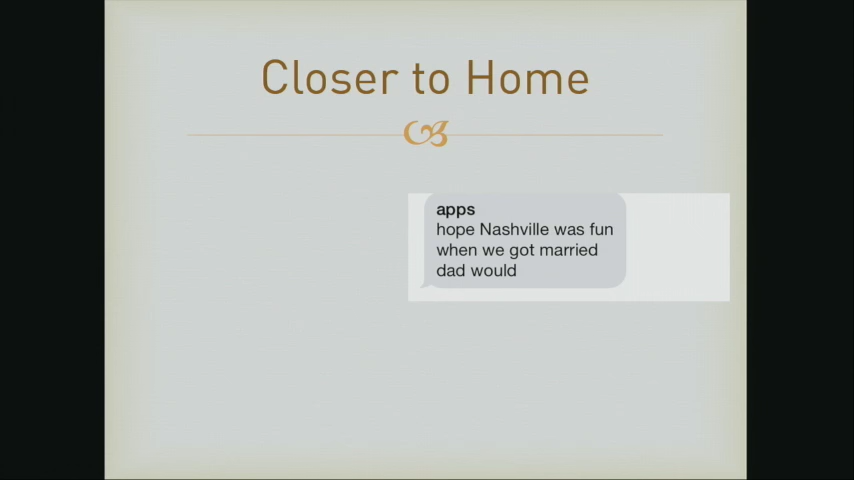 Closer to Home
apps
hope Nashville was fun
when we got married
dad would